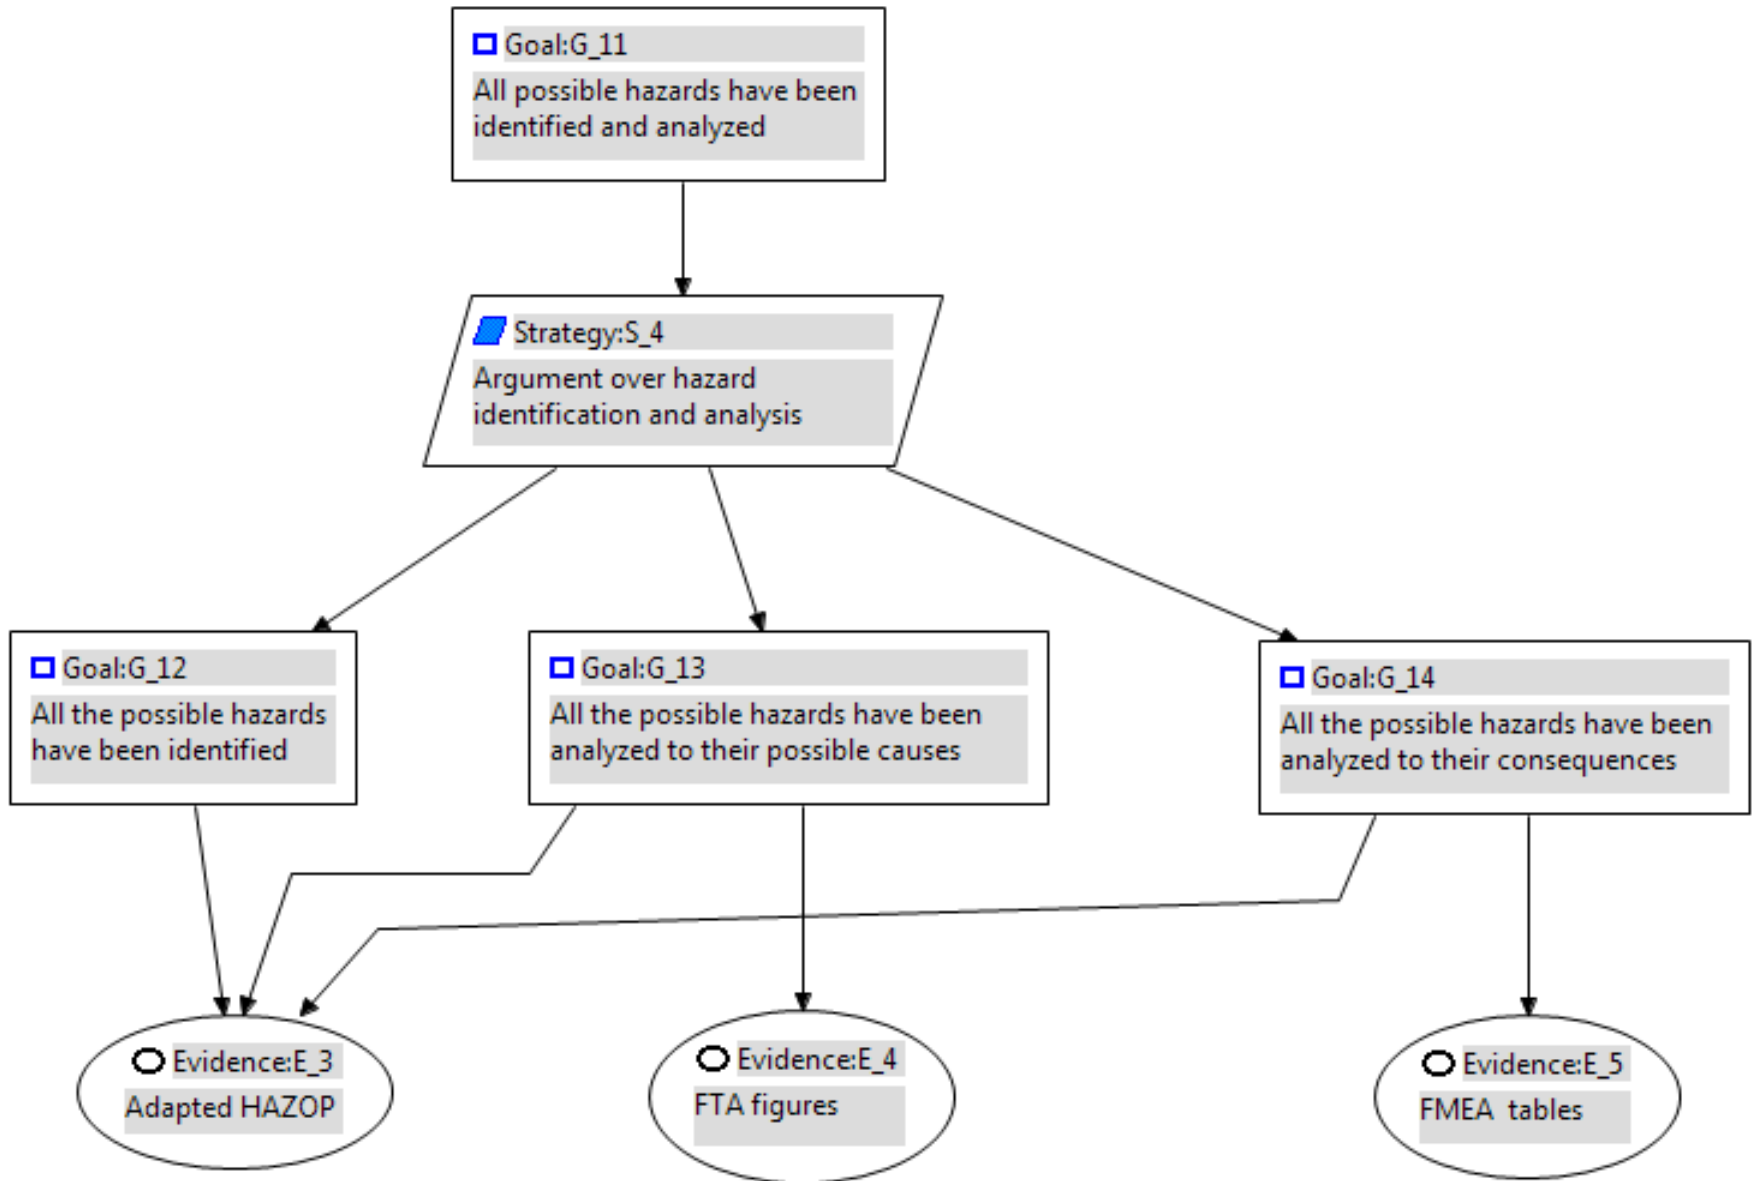 Goal:G_11
All possible hazards have been
identified and analyzed
Strategy:S_4
Argument over hazard
identification and analysis
Goal:G_12
All the possible hazards
have been identified
Goal:G_13
All the possible hazards have been
analyzed to their possible causes
Goal:G_14
All the possible hazards have been
analyzed to their consequences
Evidence:E_3
Adapted HAZOP
Evidence:E_4
FTA figures
Evidence:E_5
FMEA  tables